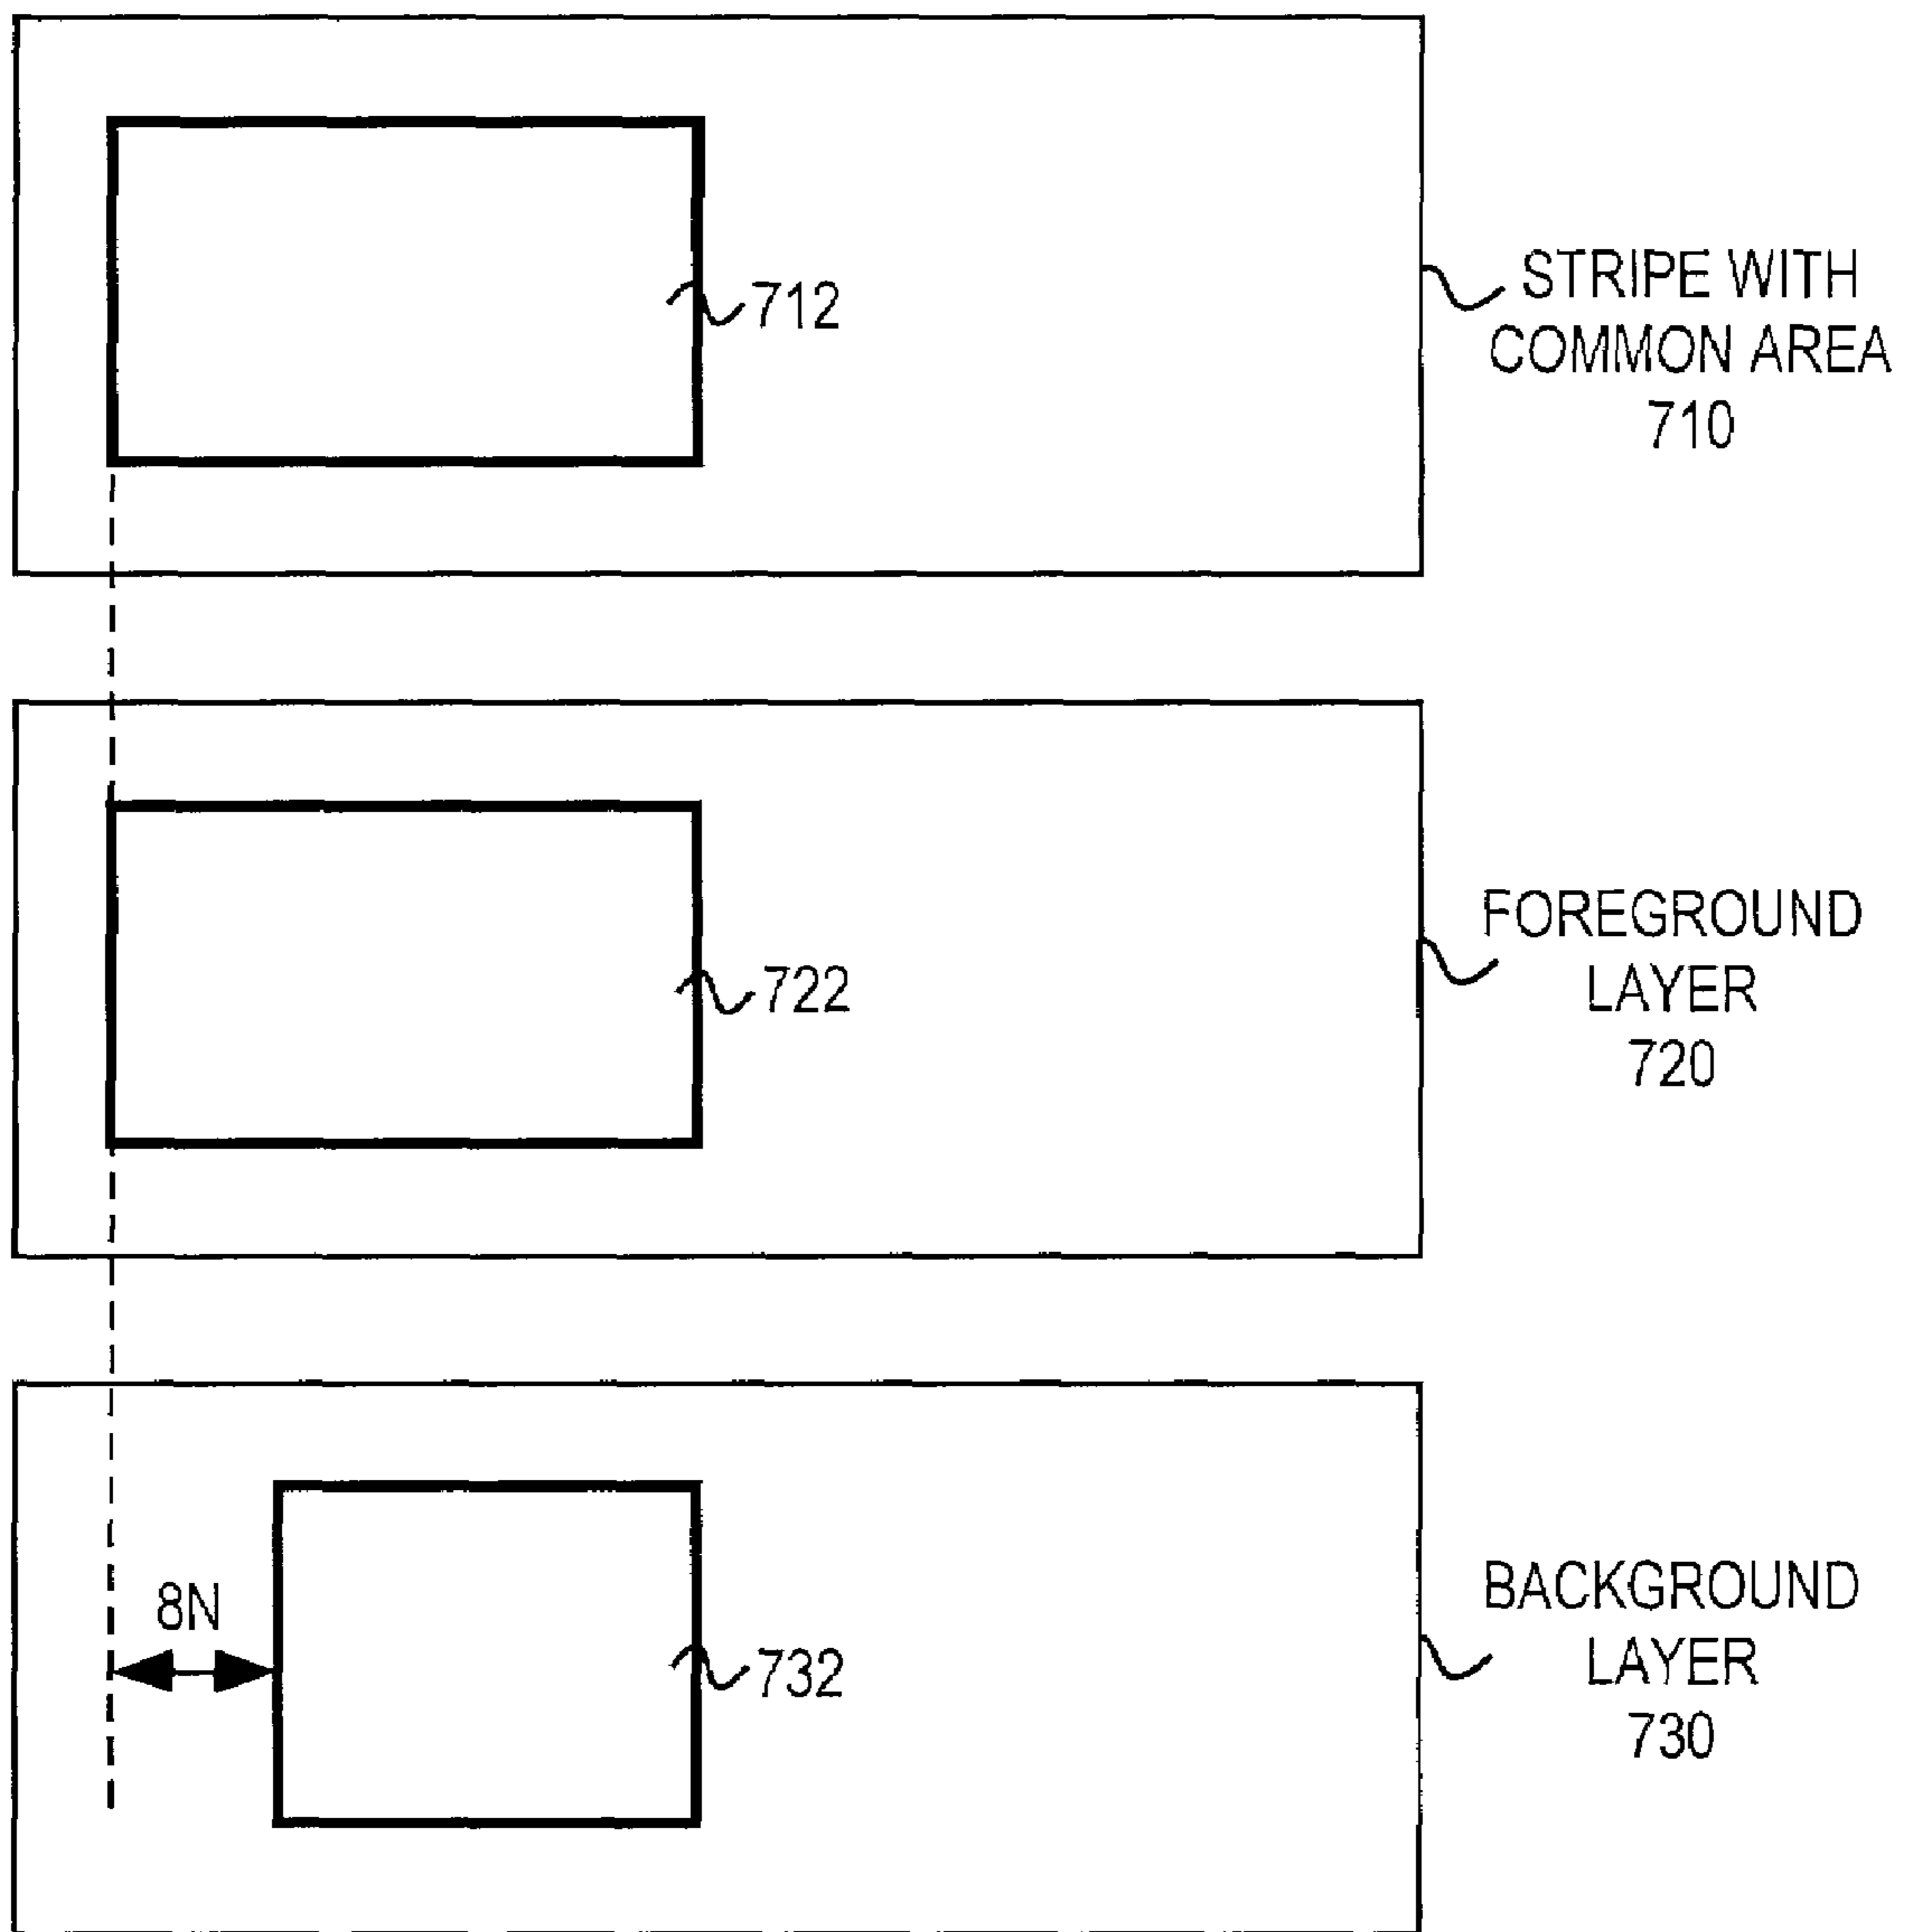 712
STRIPE WITH
COMMON AREA
710
722
FOREGROUND
LAYER
720
8N
732
BACKGROUND
LAYER
730